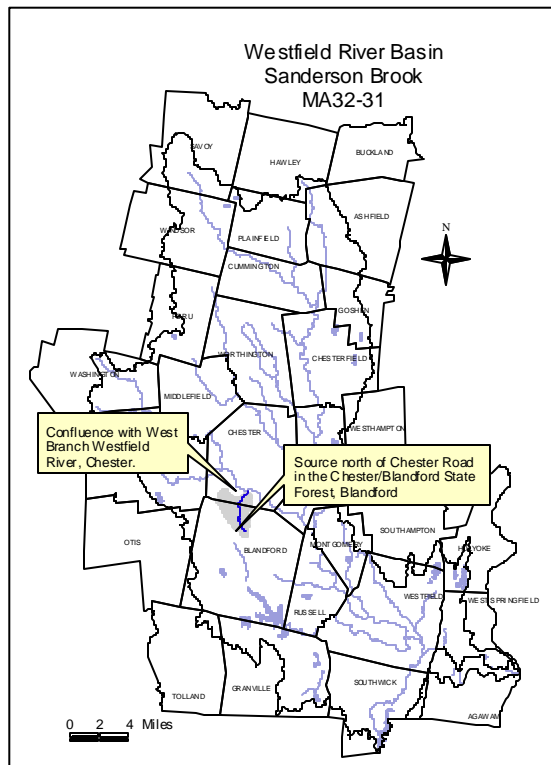 Westfield River Basin
Sanderson Brook
MA32-31
SAVOY
HAWLEY
BUCKLAND
ASHFIELD
WINDSOR
PLAINFIELD
N
CUMMINGTON
GOSHEN
PERU
WORTHINGTON
CHESTERFIELD
WASHINGTON
MIDDLEFIELD
CHESTER
WESTHAMPTON
Confluence with West
Branch Westfield
River, Chester.
Source north of Chester Road
in the Chester/Blandford State
Forest, Blandford
OTIS
BLANDFORD
MONTGOMERY
SOUTHAMPTON
HOLYOKE
RUSSELL
WESTFIELD
WEST SPRINGFIELD
TOLLAND
GRANVILLE
SOUTHWICK
AGAWAM
0 2 4 Miles